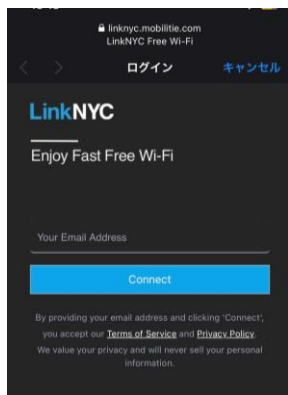 linknyc.mobilitie.com
LinkNYC Free Wi-Fi
ログイン
キャンセル
LinkNYC
Enjoy Fast Free Wi-Fi
Your Email Address
Connect
By providing your email address and clicking 'Connect',
you accept our Terms of Service and Privacy Policy.
We value your privacy and will never sell your personal
information.